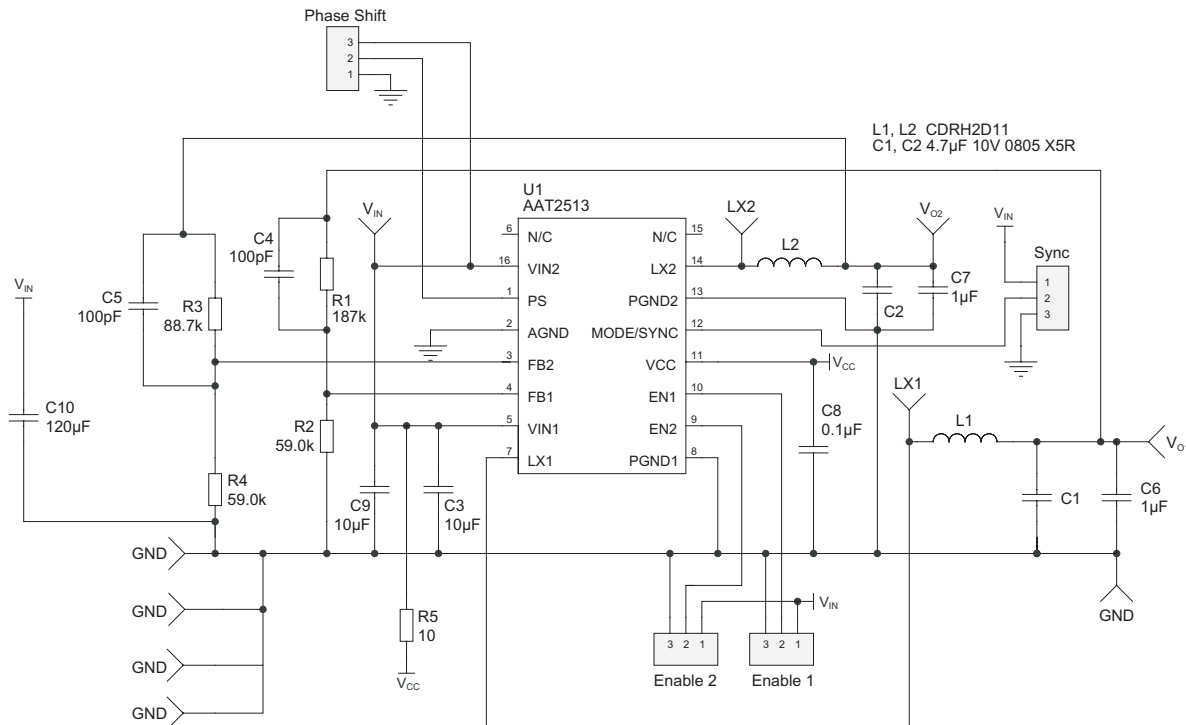 Phase Shift
3
2
1
L1, L2 CDRH2D11
C1, C2 4.7µF 10V 0805 X5R
U1
AAT2513
VIN
LX2
VO2
VIN
Sync
1
2
3
C4
100pF
R1
187k
C5
100pF
R3
88.7k
VIN
C10
120µF
R4
59.0k
R2
59.0k
6 N/C
16 VIN2
1 PS
2 AGND
3 FB2
4 FB1
5 VIN1
7 LX1
N/C 15
LX2 14
PGND2 13
MODE/SYNC 12
VCC 11
EN1 10
EN2 9
PGND1 8
L2
C2
C7
1µF
VCC
C8
0.1µF
LX1
L1
C1
C6
1µF
C9
10µF
C3
10µF
R5
10
VCC
GND
GND
GND
GND
GND
VIN
3 2 1
Enable 2
3 2 1
Enable 1